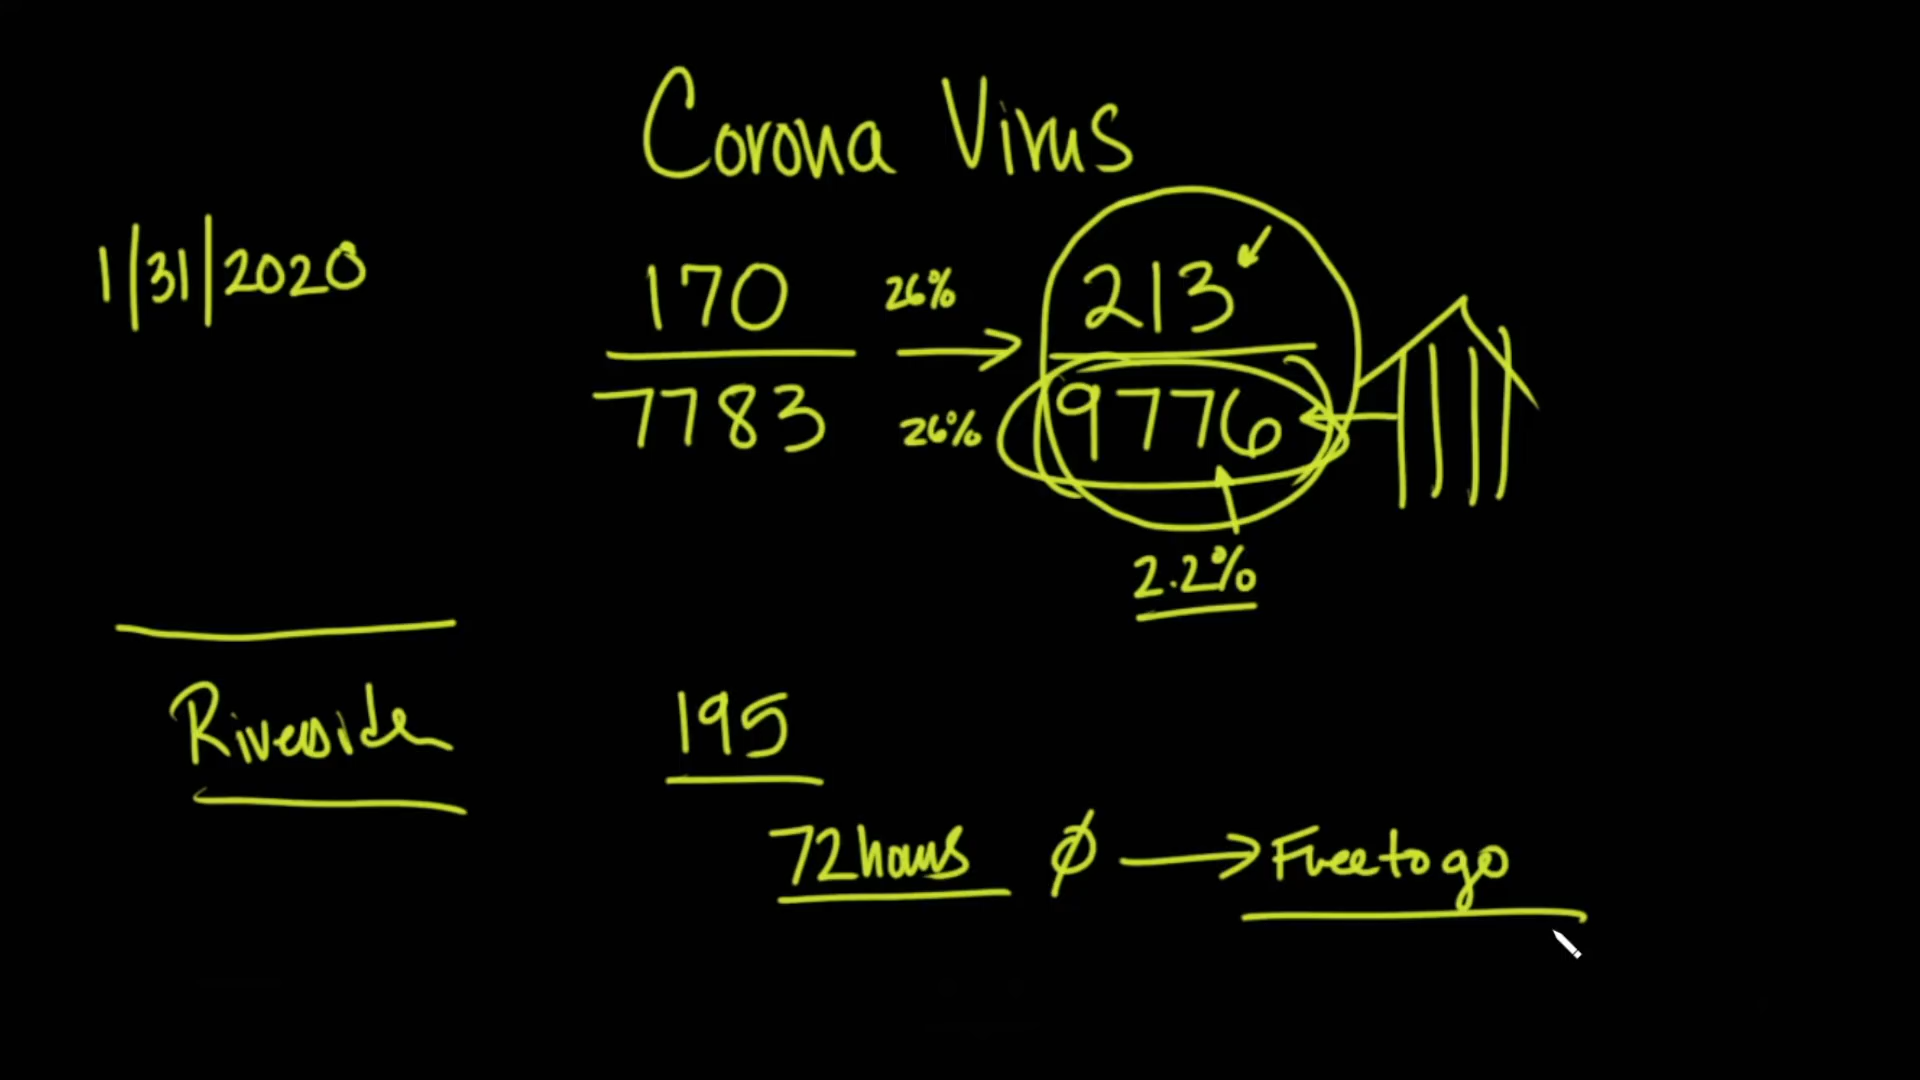 Corona Virus
1/31/2020
170 26% 213
7783 26% 9776
2.2%
Riverside 195
72 hours Ø → Free to go